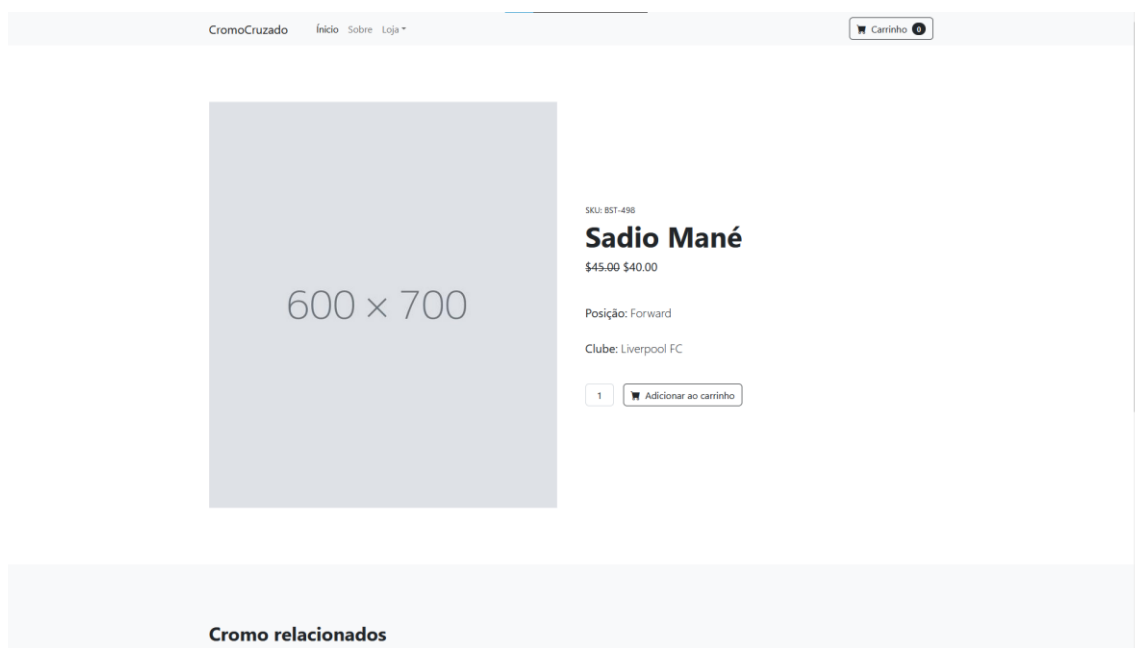 CromoCruzado Ínicio Sobre Loja Carrinho 0
600 × 700
SKU: BST-498
Sadio Mané
$45.00 $40.00
Posição: Forward
Clube: Liverpool FC
1 Adicionar ao carrinho
Cromo relacionados